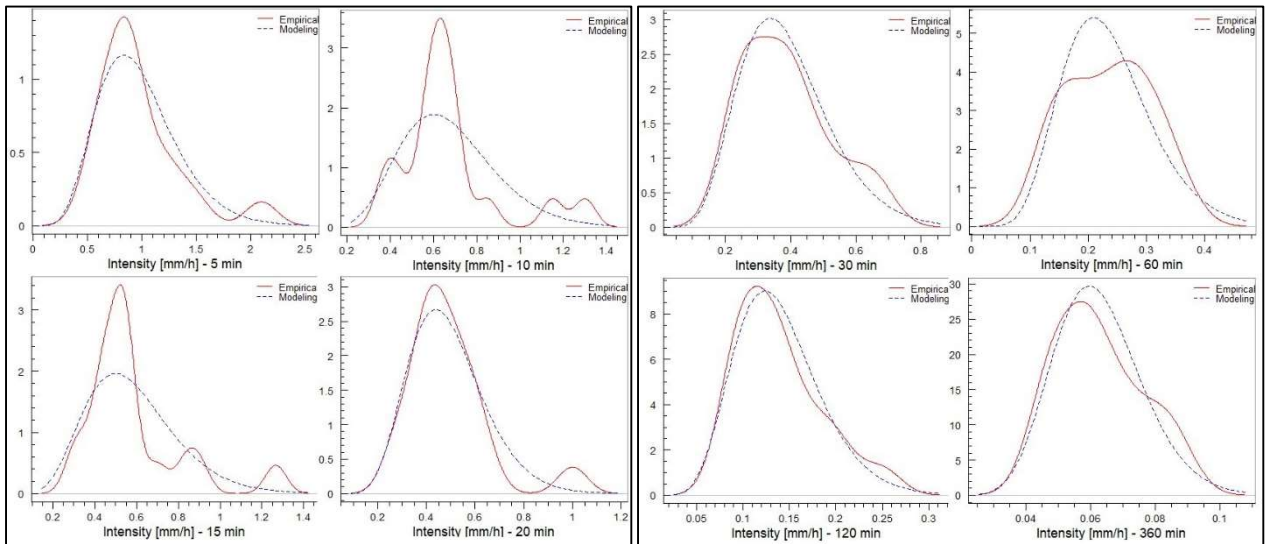 Empirical
Modeling
1
0.5
0
0 0.5 1 1.5 2 2.5
Intensity [mm/h] - 5 min
Empirical
Modeling
3
2
1
0
0.2 0.4 0.6 0.8 1 1.2 1.4
Intensity [mm/h] - 10 min
Empirical
Modeling
3
2.5
2
1.5
1
0.5
0
0.2 0.4 0.6 0.8
Intensity [mm/h] - 30 min
Empirical
Modeling
5
4
3
2
1
0
0 0.1 0.2 0.3 0.4
Intensity [mm/h] - 60 min
Empirical
Modeling
3
2
1
0
0.2 0.4 0.6 0.8 1 1.2 1.4
Intensity [mm/h] - 15 min
Empirical
Modeling
3
2.5
2
1.5
1
0.5
0
0.2 0.4 0.6 0.8 1 1.2
Intensity [mm/h] - 20 min
Empirical
Modeling
8
6
4
2
0
0.05 0.1 0.15 0.2 0.25 0.3
Intensity [mm/h] - 120 min
Empirical
Modeling
30
25
20
15
10
5
0
0.04 0.06 0.08 0.1
Intensity [mm/h] - 360 min